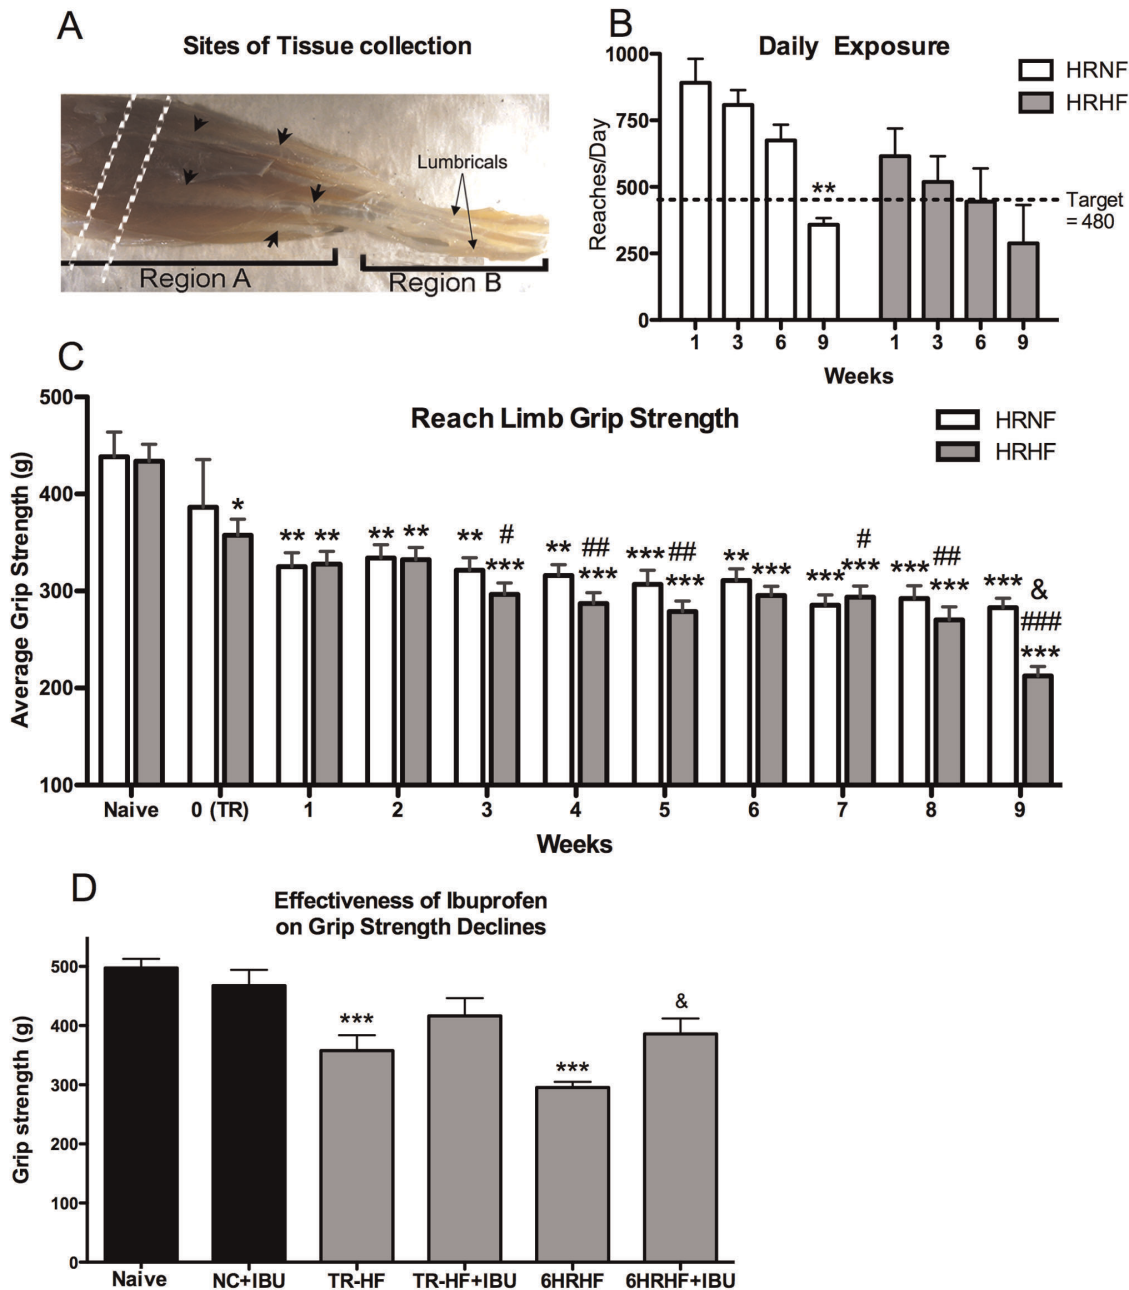 A
Sites of Tissue collection
Lumbricals
Region A
Region B
B
Daily Exposure
HRNF
HRHF
Reaches/Day
1000
750
500
250
0
**
Target
= 480
1 3 6 9 1 3 6 9
Weeks
C
Reach Limb Grip Strength
HRNF
HRHF
Average Grip Strength (g)
500
400
300
200
100
*
** **
** **
** # ***
** ## ***
*** ## ***
** ***
*** # ***
*** ## ***
*** & ### ***
Naive 0 (TR) 1 2 3 4 5 6 7 8 9
Weeks
D
Effectiveness of Ibuprofen
on Grip Strength Declines
Grip strength (g)
500
400
300
200
100
0
***
***
&
Naive NC+IBU TR-HF TR-HF+IBU 6HRHF 6HRHF+IBU